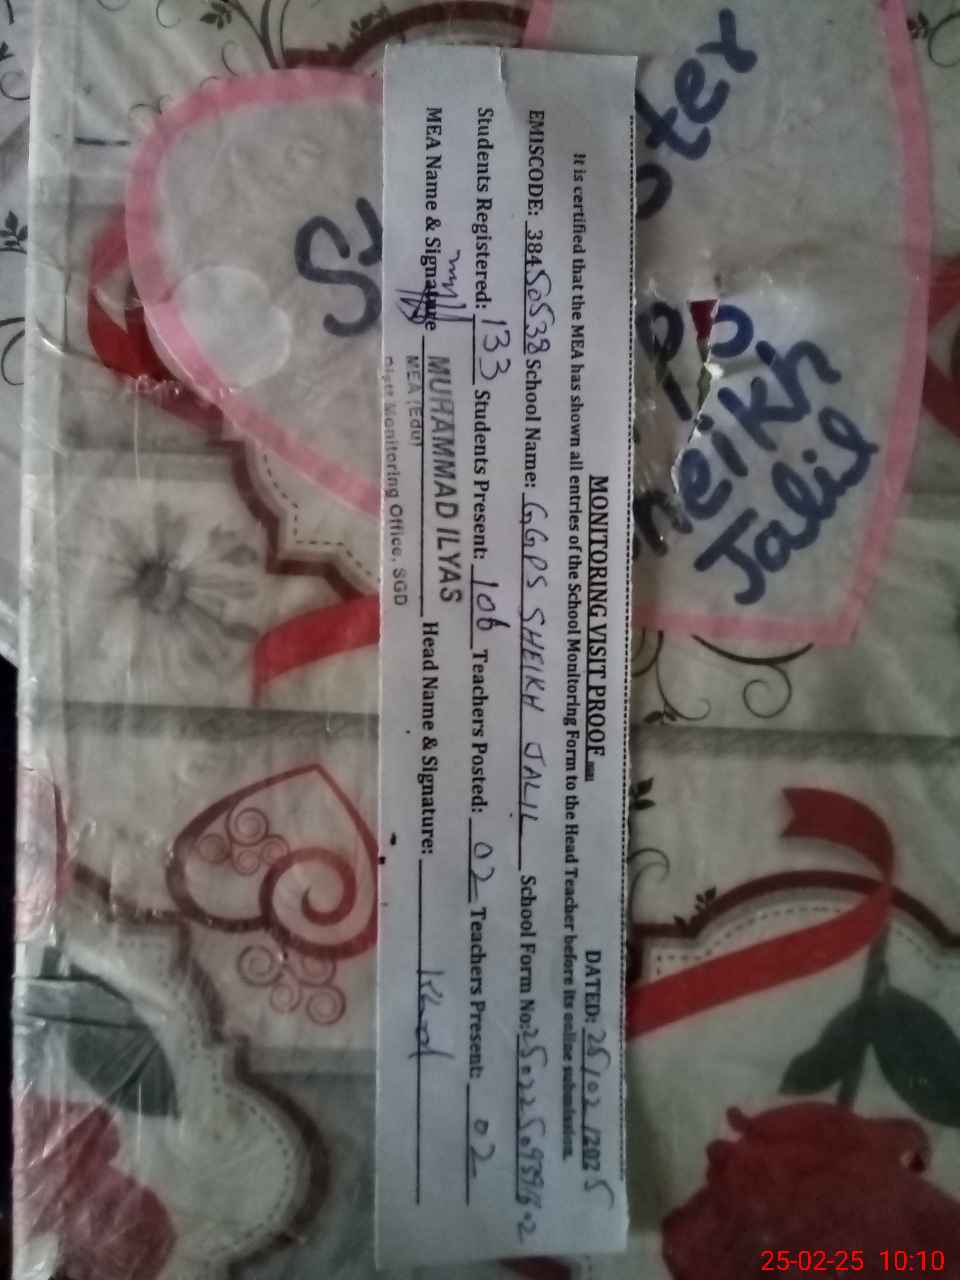 MONITORING VISIT PROOF
DATED: 25/02/2025
It is certified that the MEA has shown all entries of the School Monitoring Form to the Head Teacher before its online submission.
EMISCODE: 38450538 School Name: GGPS SHEIKH JALIL School Form No:
Students Registered: 133 Students Present: 106 Teachers Posted: 02 Teachers Present: 02
MEA Name & Signature MUHAMMAD ILYAS Head Name & Signature:
MEA (Edu)
Distt Monitoring Office, SGD
Sheikh
Jalil
25-02-25 10:10